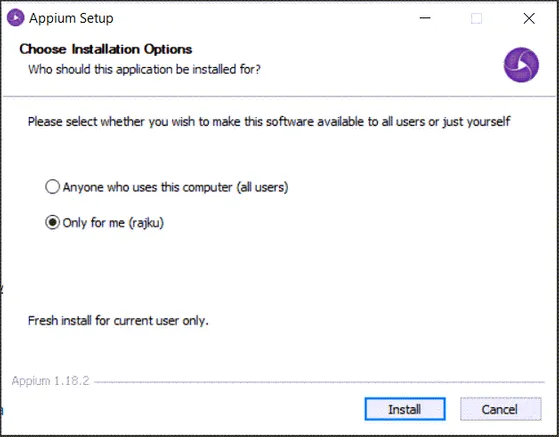 Appium Setup
Choose Installation Options
Who should this application be installed for?
Please select whether you wish to make this software available to all users or just yourself
Anyone who uses this computer (all users)
Only for me (rajku)
Fresh install for current user only.
Appium 1.18.2
Install
Cancel